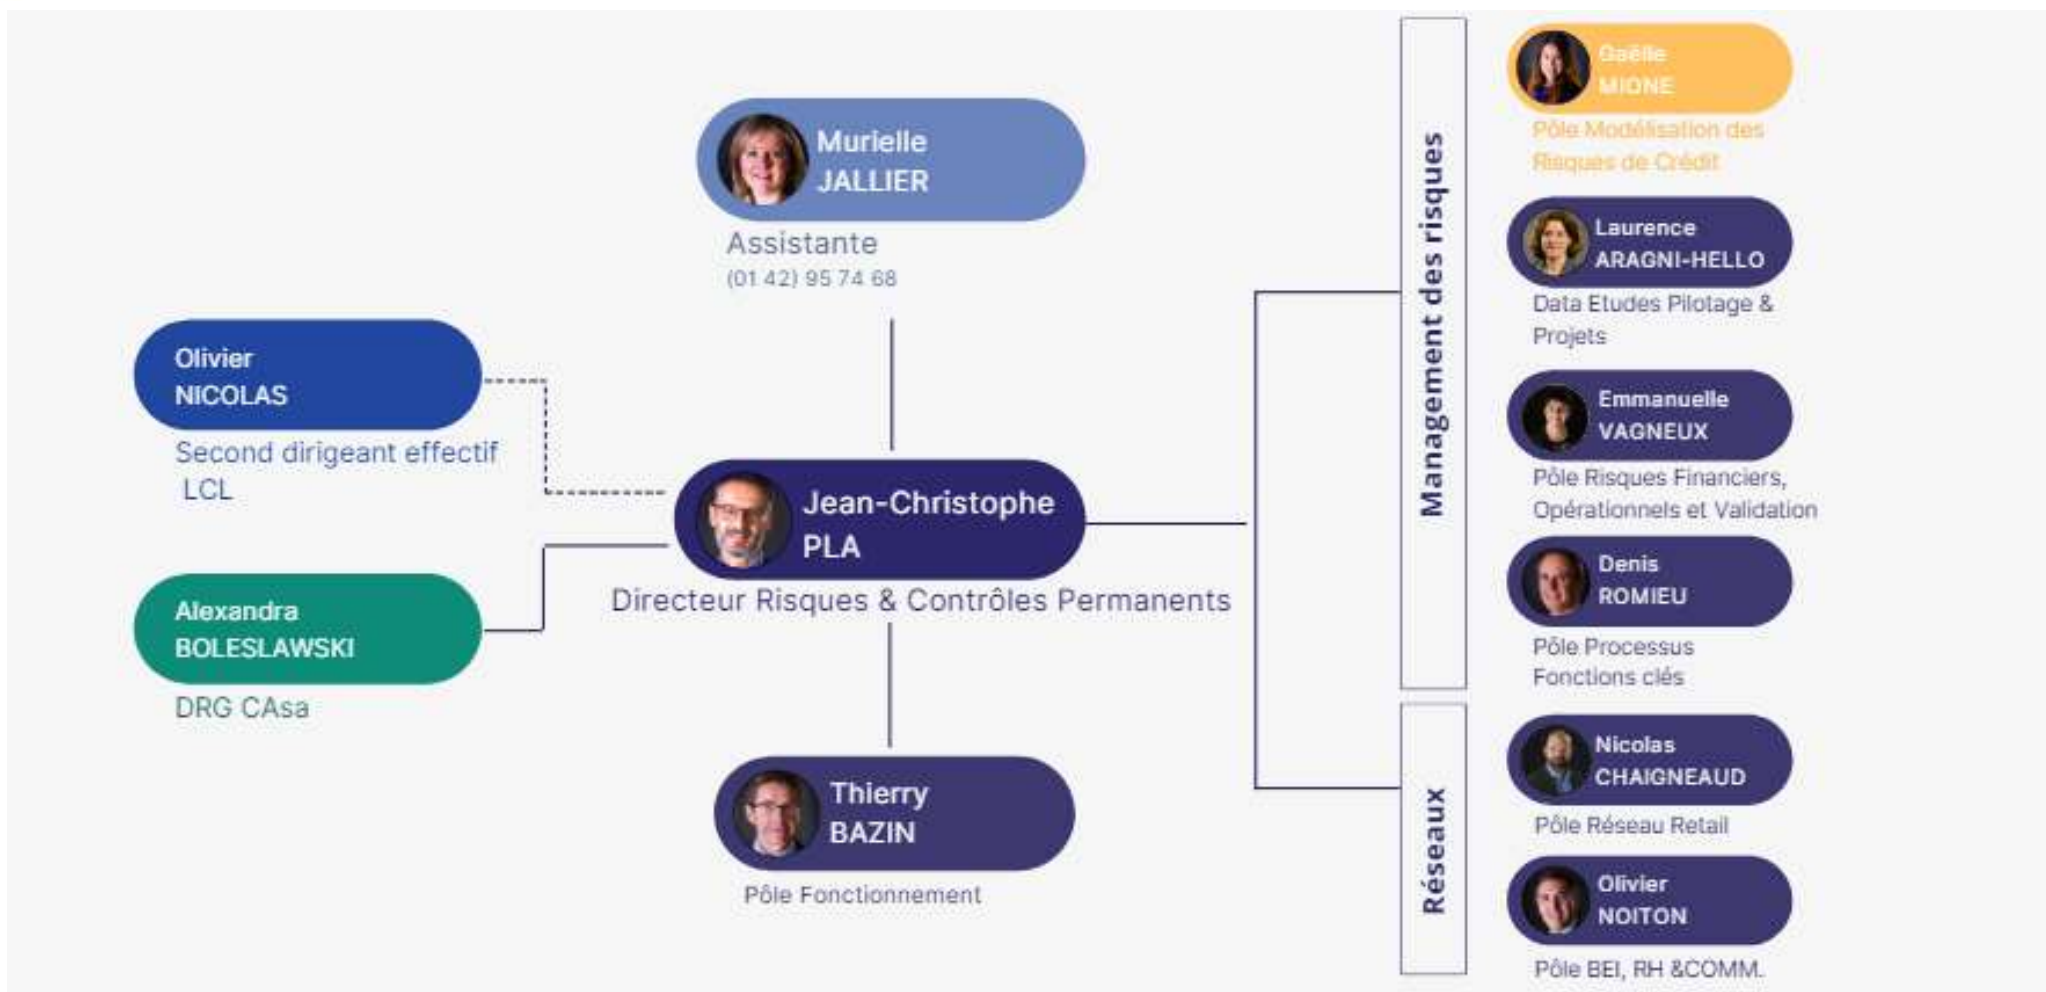 Murielle
JALLIER
Assistante
(01 42) 95 74 68
Olivier
NICOLAS
Second dirigeant effectif
LCL
Alexandra
BOLESLAWSKI
DRG CAsa
Jean-Christophe
PLA
Directeur Risques & Contrôles Permanents
Thierry
BAZIN
Pôle Fonctionnement
Management des risques
Gaëlle
MIONE
Pôle Modélisation des
Risques de Crédit
Laurence
ARAGNI-HELLO
Data Etudes Pilotage &
Projets
Emmanuelle
VAGNEUX
Pôle Risques Financiers,
Opérationnels et Validation
Denis
ROMIEU
Pôle Processus
Fonctions clés
Réseaux
Nicolas
CHAIGNEAUD
Pôle Réseau Retail
Olivier
NOITON
Pôle BEI, RH &COMM.